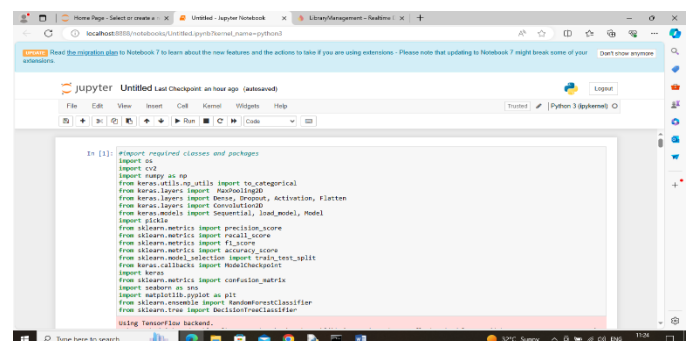 Home Page - Select or create a n
Untitled - Jupyter Notebook
LibraryManagement - Realtime
localhost:8888/notebooks/Untitled.ipynb?kernel_name=python3
UPDATE Read the migration plan to Notebook 7 to learn about the new features and the actions to take if you are using extensions - Please note that updating to Notebook 7 might break some of your extensions.
Don't show anymore
jupyter Untitled Last Checkpoint: an hour ago (autosaved)
Logout
File Edit View Insert Cell Kernel Widgets Help
Trusted Python 3 (ipykernel)
Run Code
In [1]: #import required classes and packages
import os
import cv2
import numpy as np
from keras.utils.np_utils import to_categorical
from keras.layers import MaxPooling2D
from keras.layers import Dense, Dropout, Activation, Flatten
from keras.layers import Convolution2D
from keras.models import Sequential, load_model, Model
import pickle
from sklearn.metrics import precision_score
from sklearn.metrics import recall_score
from sklearn.metrics import f1_score
from sklearn.metrics import accuracy_score
from sklearn.model_selection import train_test_split
from keras.callbacks import ModelCheckpoint
import keras
from sklearn.metrics import confusion_matrix
import seaborn as sns
import matplotlib.pyplot as plt
from sklearn.ensemble import RandomForestClassifier
from sklearn.tree import DecisionTreeClassifier
Using TensorFlow backend.
Type here to search
32°C Sunny
ENG
11:24